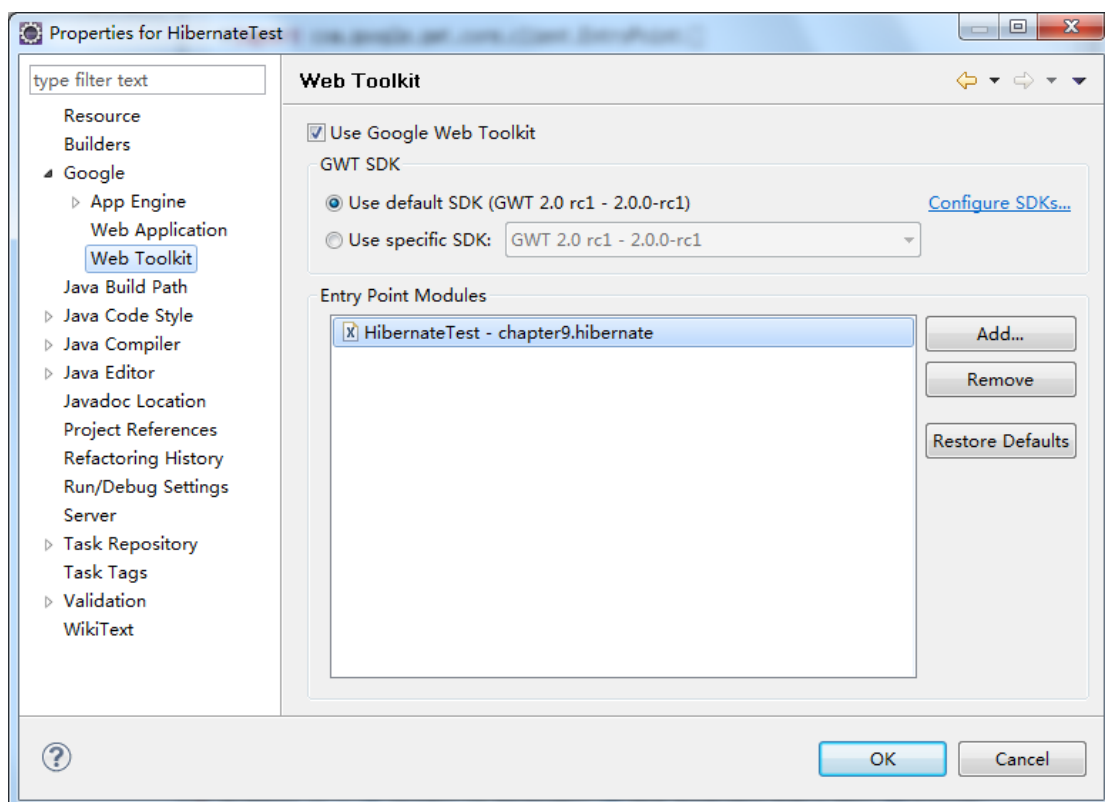 Properties for HibernateTest
type filter text
Resource
Builders
Google
App Engine
Web Application
Web Toolkit
Java Build Path
Java Code Style
Java Compiler
Java Editor
Javadoc Location
Project References
Refactoring History
Run/Debug Settings
Server
Task Repository
Task Tags
Validation
WikiText
Web Toolkit
Use Google Web Toolkit
GWT SDK
Use default SDK (GWT 2.0 rc1 - 2.0.0-rc1)
Configure SDKs...
Use specific SDK:
GWT 2.0 rc1 - 2.0.0-rc1
Entry Point Modules
HibernateTest - chapter9.hibernate
Add...
Remove
Restore Defaults
OK
Cancel